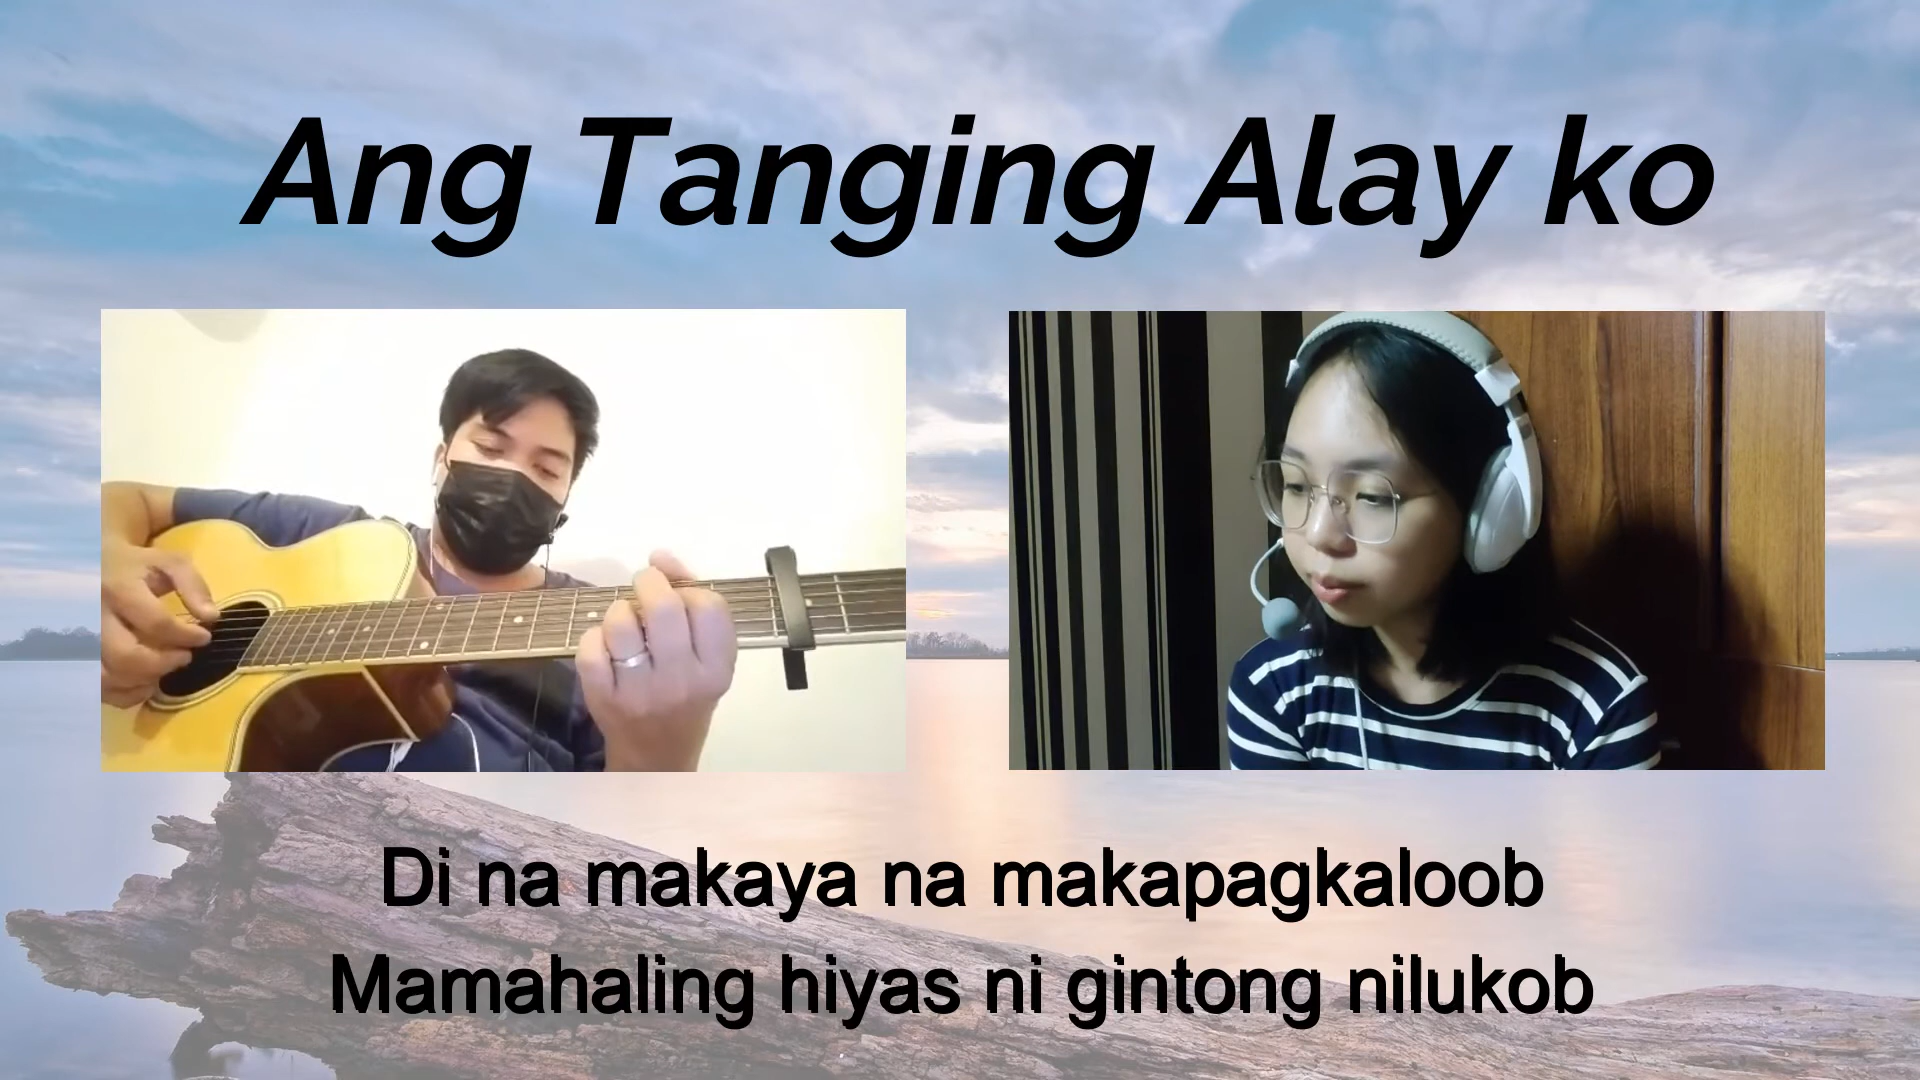 Ang Tanging Alay ko
Di na makaya na makapagkaloob
Mamahaling hiyas ni gintong nilukob